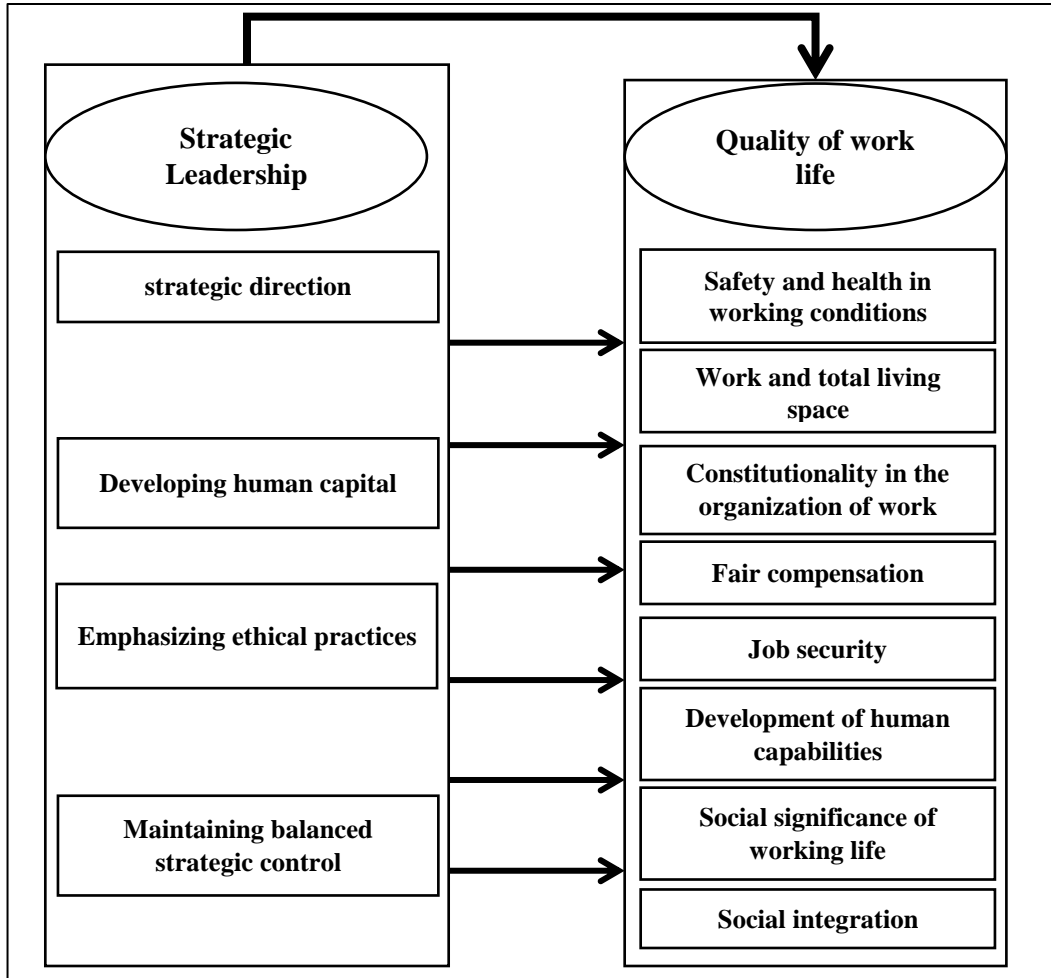 Strategic
Leadership
strategic direction
Developing human capital
Emphasizing ethical practices
Maintaining balanced
strategic control
Quality of work
life
Safety and health in
working conditions
Work and total living
space
Constitutionality in the
organization of work
Fair compensation
Job security
Development of human
capabilities
Social significance of
working life
Social integration